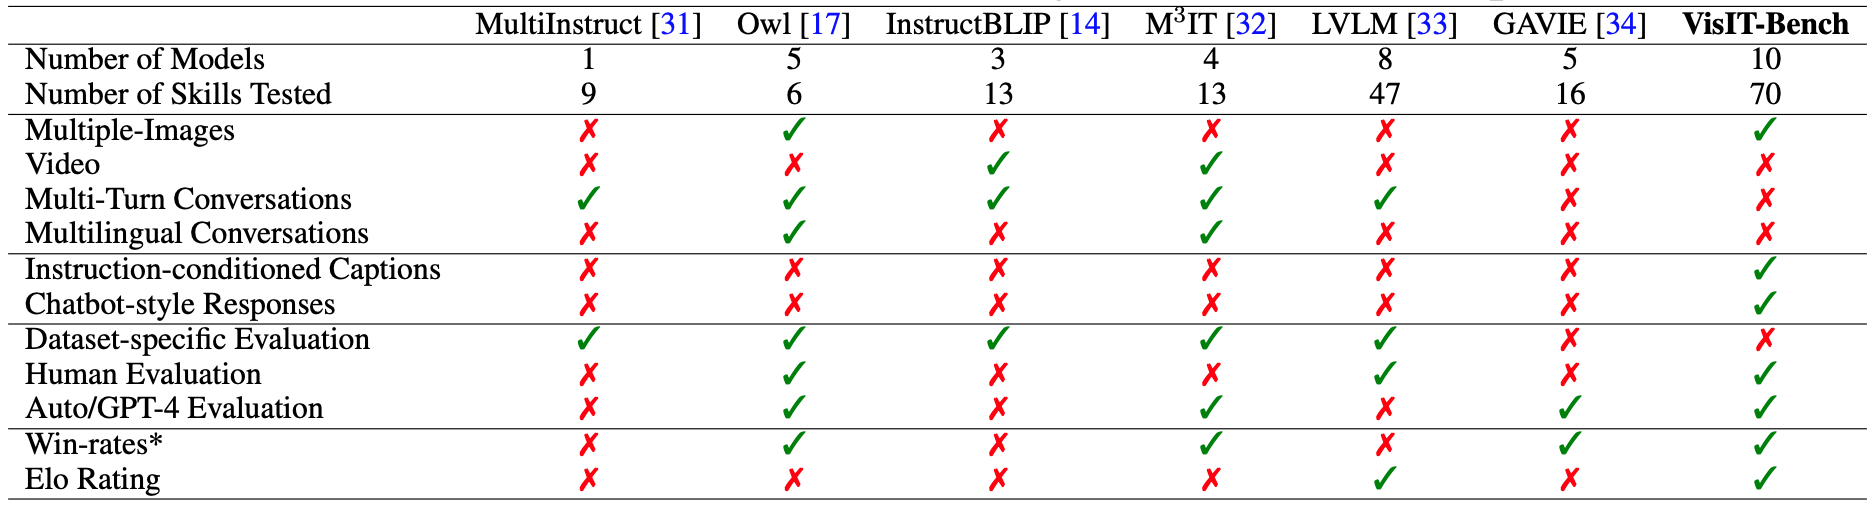 MultiInstruct [31] Owl [17] InstructBLIP [14] M³IT [32] LVLM [33] GAVIE [34] VisIT-Bench
Number of Models 1 5 3 4 8 5 10
Number of Skills Tested 9 6 13 13 47 16 70
Multiple-Images ✗ ✓ ✗ ✗ ✗ ✗ ✓
Video ✗ ✗ ✓ ✓ ✗ ✗ ✗
Multi-Turn Conversations ✓ ✓ ✓ ✓ ✓ ✗ ✗
Multilingual Conversations ✗ ✓ ✗ ✓ ✗ ✗ ✗
Instruction-conditioned Captions ✗ ✗ ✗ ✗ ✗ ✗ ✓
Chatbot-style Responses ✗ ✗ ✗ ✗ ✗ ✗ ✓
Dataset-specific Evaluation ✓ ✓ ✓ ✓ ✓ ✗ ✗
Human Evaluation ✗ ✓ ✗ ✗ ✓ ✗ ✓
Auto/GPT-4 Evaluation ✗ ✓ ✗ ✓ ✗ ✓ ✓
Win-rates* ✗ ✓ ✗ ✓ ✗ ✓ ✓
Elo Rating ✗ ✗ ✗ ✗ ✓ ✗ ✓